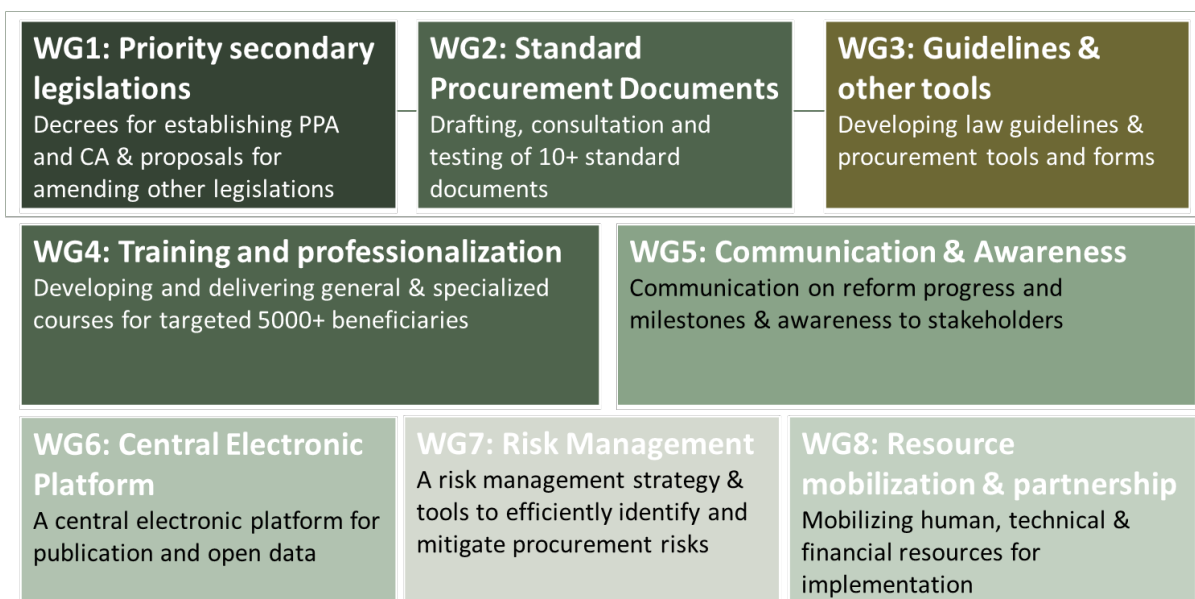 WG1: Priority secondary
legislations
Decrees for establishing PPA
and CA & proposals for
amending other legislations
WG2: Standard
Procurement Documents
Drafting, consultation and
testing of 10+ standard
documents
WG3: Guidelines &
other tools
Developing law guidelines &
procurement tools and forms
WG4: Training and professionalization
Developing and delivering general & specialized
courses for targeted 5000+ beneficiaries
WG5: Communication & Awareness
Communication on reform progress and
milestones & awareness to stakeholders
WG6: Central Electronic
Platform
A central electronic platform for
publication and open data
WG7: Risk Management
A risk management strategy &
tools to efficiently identify and
mitigate procurement risks
WG8: Resource
mobilization & partnership
Mobilizing human, technical &
financial resources for
implementation